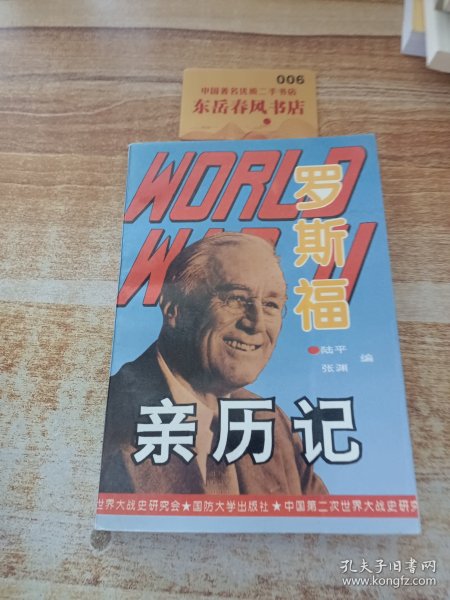 006
中国著名优质二手书店
东岳春风书店
WORLD
WAR II
罗斯福
陆平
张渊
编
亲历记
世界大战史研究会★国防大学出版社★中国第二次世界大战史研究
孔夫子旧书网
www.kongfz.com